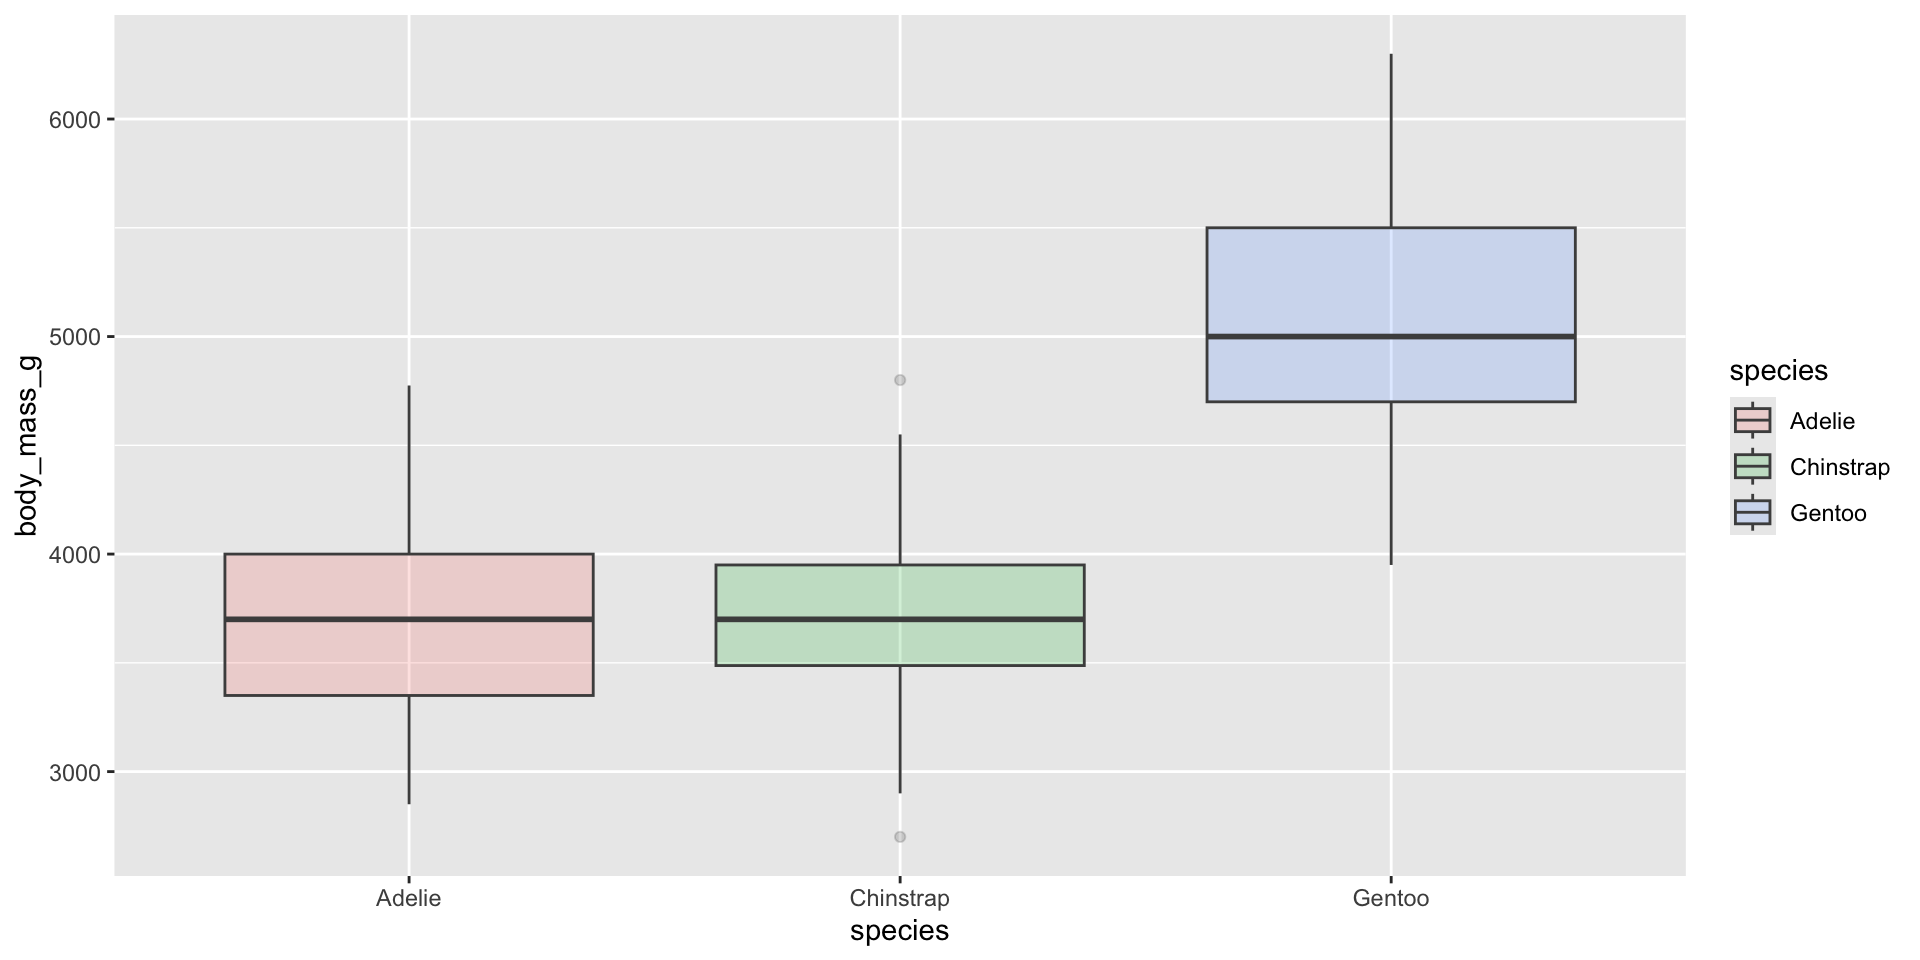 body_mass_g
6000
5000
4000
3000
Adelie
Chinstrap
Gentoo
species
species
Adelie
Chinstrap
Gentoo